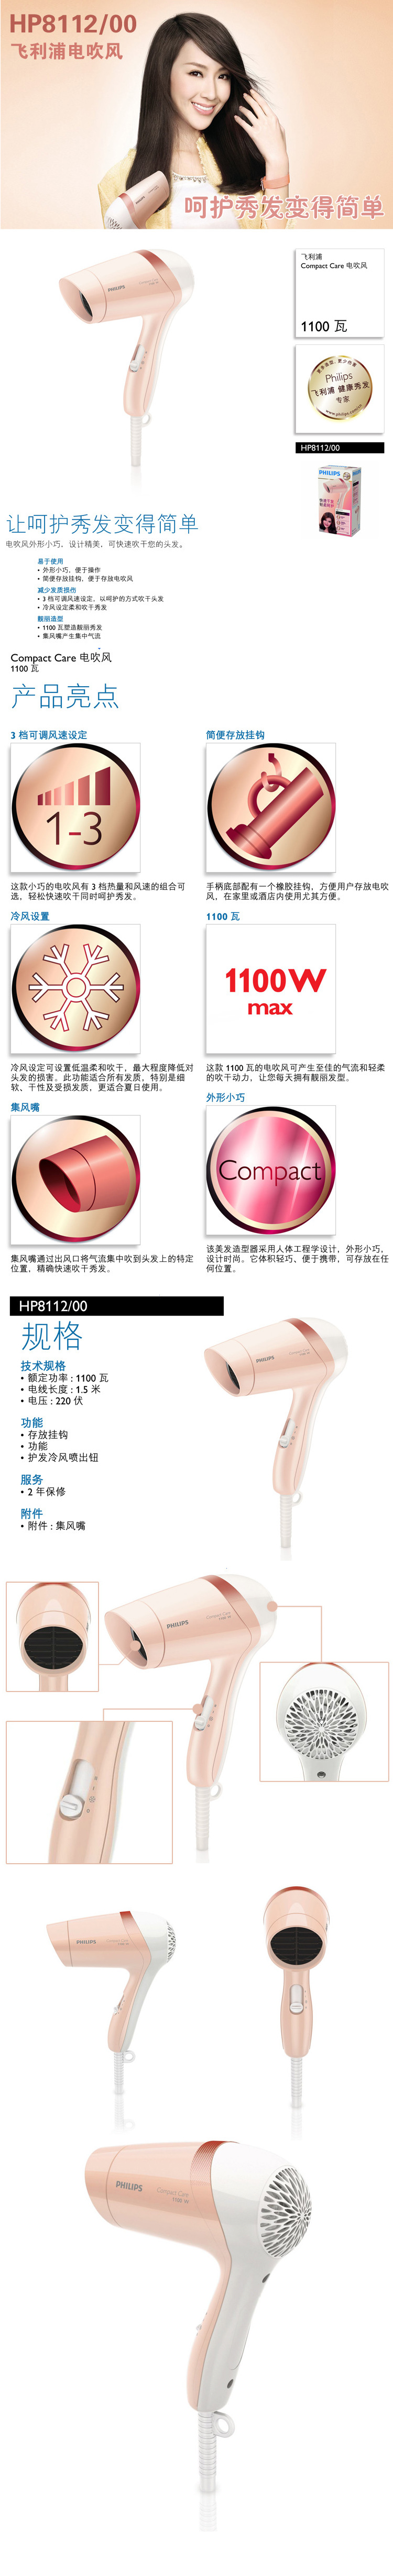 HP8112/00
飞利浦电吹风
呵护秀发变得简单
PHILIPS
飞利浦
Compact Care 电吹风
1100 瓦
Philips
飞利浦 健康秀发
专家
HP8112/00
PHILIPS
让呵护秀发变得简单
电吹风外形小巧，设计精美，可快速吹干您的头发。
易于使用
• 外形小巧，便于操作
• 简便存放挂钩，便于存放电吹风
减少发质损伤
• 3 档可调风速设定，以呵护的方式吹干头发
• 冷风设定柔和吹干秀发
靓丽造型
• 1100 瓦塑造靓丽秀发
• 集风嘴产生集中气流
Compact Care 电吹风
1100 瓦
产品亮点
3 档可调风速设定
简便存放挂钩
1-3
这款小巧的电吹风有 3 档热量和风速的组合可
选，轻松快速吹干同时呵护秀发。
手柄底部配有一个橡胶挂钩，方便用户存放电吹
风，在家里或酒店内使用尤其方便。
冷风设置
1100 瓦
1100W
max
冷风设定可设置低温柔和吹干，最大程度降低对
头发的损害。此功能适合所有发质，特别是细
软、干性及受损发质，更适合夏日使用。
这款 1100 瓦的电吹风可产生至佳的气流和轻柔
的吹干动力，让您每天拥有靓丽发型。
集风嘴
外形小巧
Compact
集风嘴通过出风口将气流集中吹到头发上的特定
位置，精确快速吹干秀发。
该美发造型器采用人体工程学设计，外形小巧，
设计时尚。它体积轻巧、便于携带，可存放在任
何位置。
HP8112/00
规格
技术规格
• 额定功率 : 1100 瓦
• 电线长度 : 1.5 米
• 电压 : 220 伏
功能
• 存放挂钩
• 功能
• 护发冷风喷出钮
服务
• 2 年保修
附件
• 附件 : 集风嘴
PHILIPS
PHILIPS
Compact Care
1100 W
PHILIPS
PHILIPS
Compact Care
1100 W